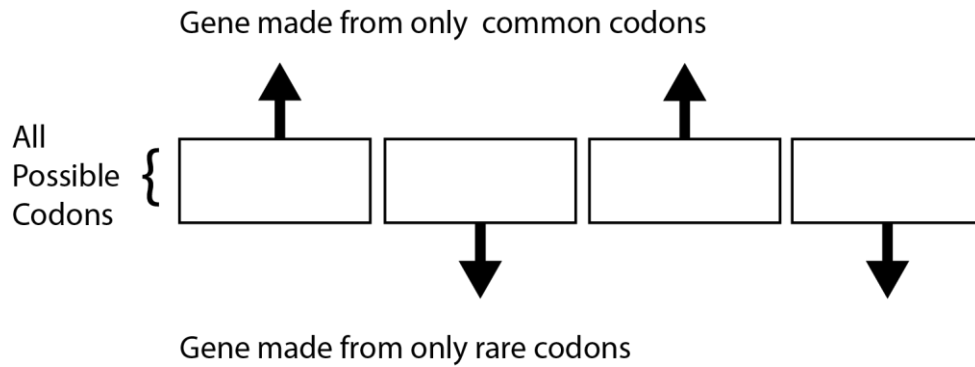 Gene made from only common codons
All
Possible
Codons
{
Gene made from only rare codons